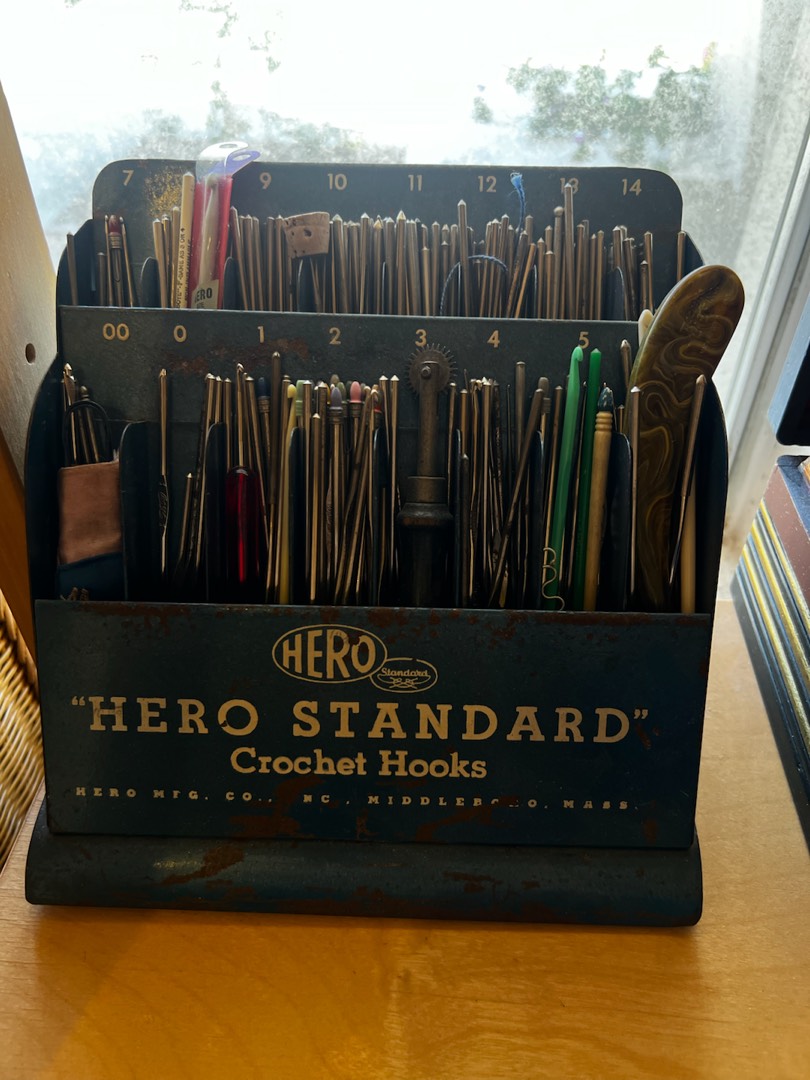 7 9 10 11 12 13 14
HERO
00 0 1 2 3 4 5
HERO
Standard
"HERO STANDARD"
Crochet Hooks
HERO MFG. CO., NC., MIDDLEBORO, MASS.